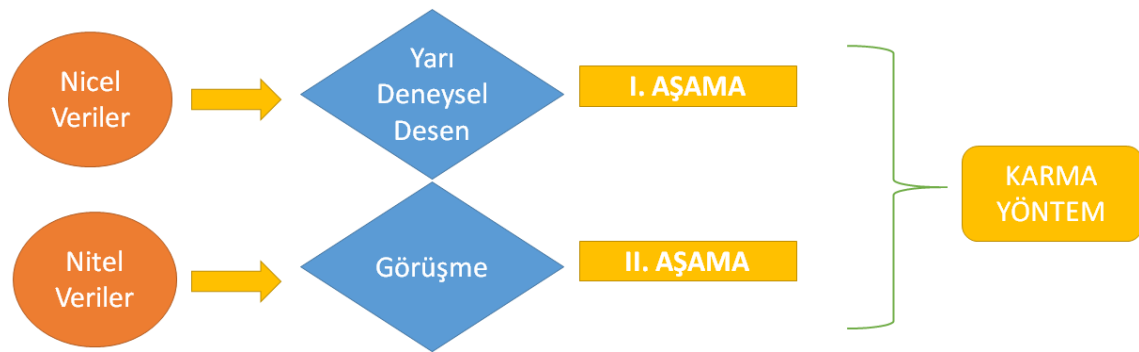 Nicel
Veriler
Yarı
Deneysel
Desen
I. AŞAMA
KARMA
YÖNTEM
Nitel
Veriler
Görüşme
II. AŞAMA